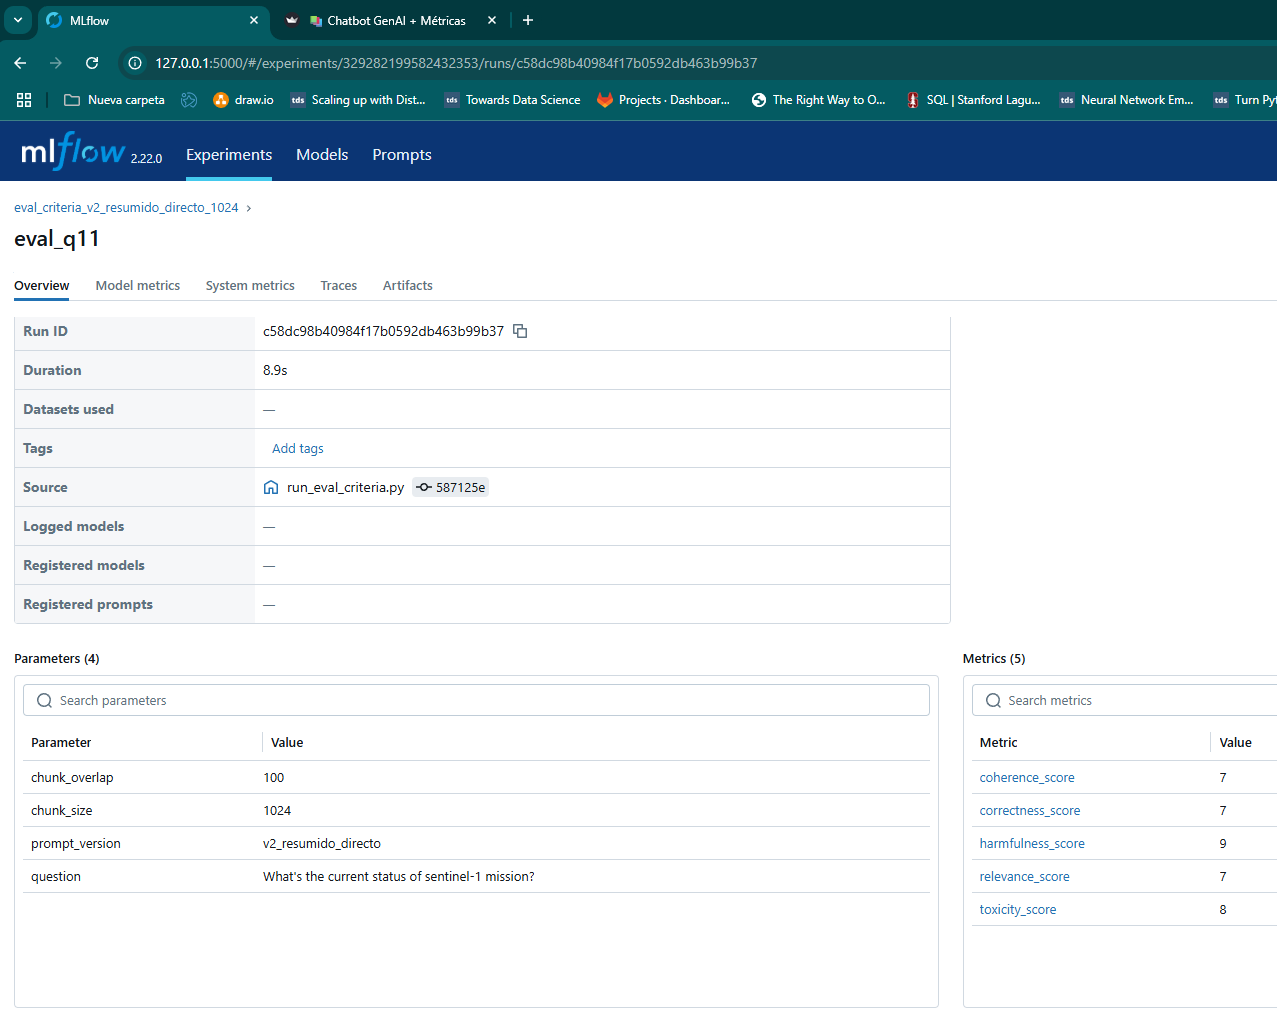 MLflow
Chatbot GenAI + Métricas
127.0.0.1:5000/#/experiments/329282199582432353/runs/c58dc98b40984f17b0592db463b99b37
Nueva carpeta
draw.io
tds Scaling up with Dist...
tds Towards Data Science
Projects · Dashboar...
The Right Way to O...
SQL | Stanford Lagu...
tds Neural Network Em...
tds Turn Pyt
mlflow 2.22.0 Experiments Models Prompts
eval_criteria_v2_resumido_directo_1024 >
eval_q11
Overview Model metrics System metrics Traces Artifacts
Run ID c58dc98b40984f17b0592db463b99b37
Duration 8.9s
Datasets used —
Tags Add tags
Source run_eval_criteria.py 587125e
Logged models —
Registered models —
Registered prompts —
Parameters (4)
Search parameters
Parameter Value
chunk_overlap 100
chunk_size 1024
prompt_version v2_resumido_directo
question What's the current status of sentinel-1 mission?
Metrics (5)
Search metrics
Metric Value
coherence_score 7
correctness_score 7
harmfulness_score 9
relevance_score 7
toxicity_score 8